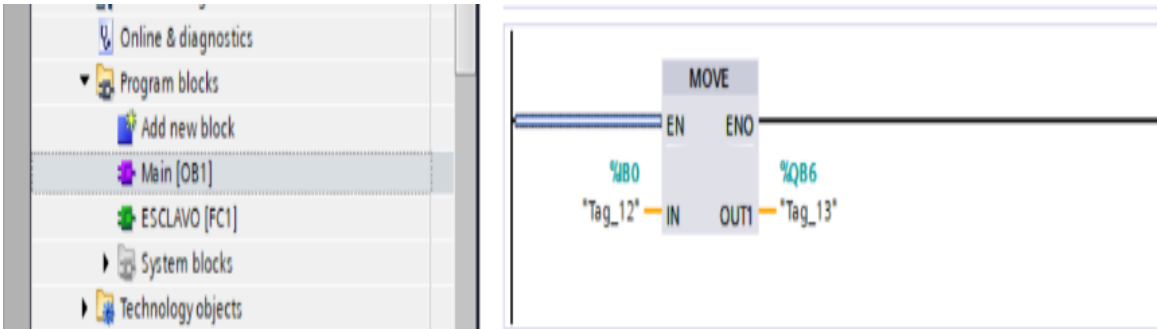 Online & diagnostics
Program blocks
Add new block
Main [OB1]
ESCLAVO [FC1]
System blocks
Technology objects
MOVE
EN ENO
%IB0 %QB6
"Tag_12" IN OUT1 "Tag_13"